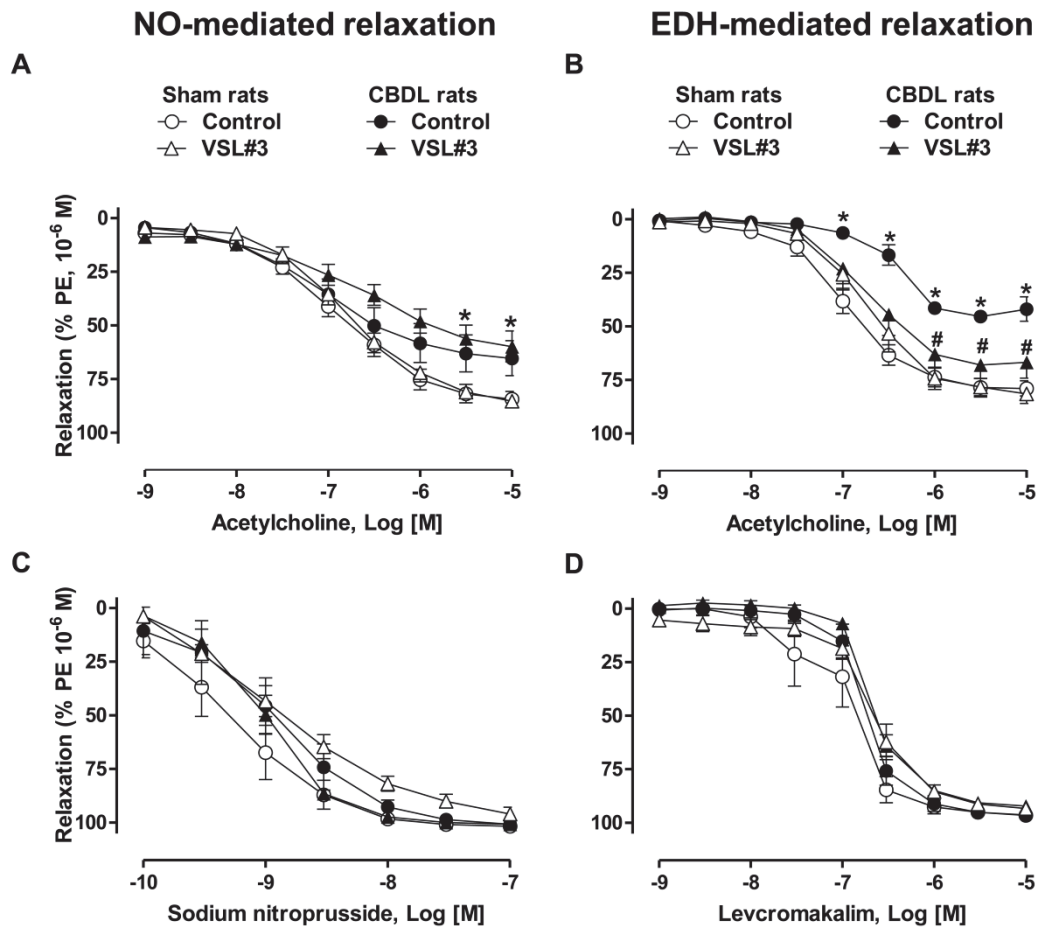 NO-mediated relaxation
EDH-mediated relaxation
A
Sham rats CBDL rats
Control Control
VSL#3 VSL#3
Relaxation (% PE, 10⁻⁶ M)
0
25
50
75
100
* *
-9 -8 -7 -6 -5
Acetylcholine, Log [M]
B
Sham rats CBDL rats
Control Control
VSL#3 VSL#3
0
25
50
75
100
* * * * *
# # #
-9 -8 -7 -6 -5
Acetylcholine, Log [M]
C
Relaxation (% PE 10⁻⁶ M)
0
25
50
75
100
-10 -9 -8 -7
Sodium nitroprusside, Log [M]
D
0
25
50
75
100
-9 -8 -7 -6 -5
Levcromakalim, Log [M]